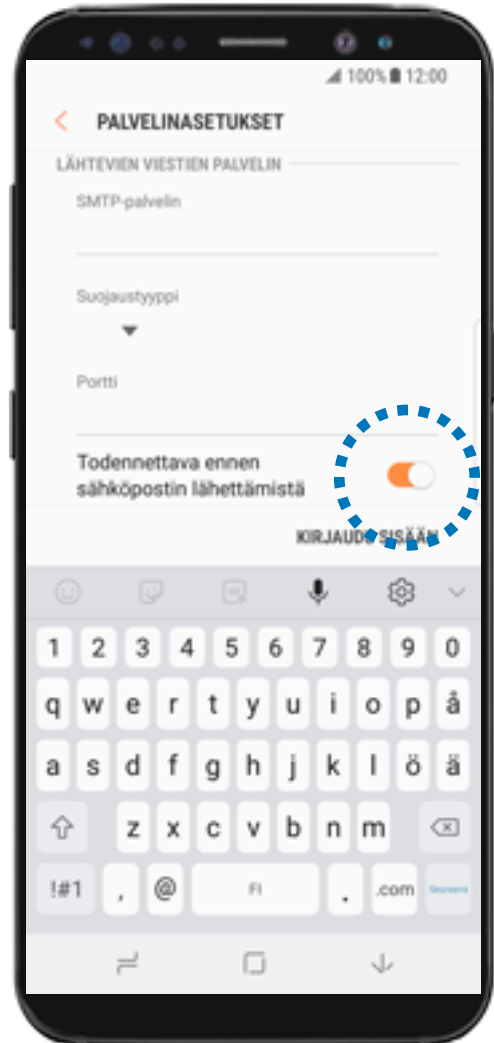 100% 12:00
PALVELINASETUKSET
LÄHTEVIEN VIESTIEN PALVELIN
SMTP-palvelin
Suojaustyyppi
Portti
Todennettava ennen
sähköpostin lähettämistä
KIRJAUDU SISÄÄN
1 2 3 4 5 6 7 8 9 0
q w e r t y u i o p å
a s d f g h j k l ö ä
z x c v b n m
!#1 , @ FI . .com Seuraava